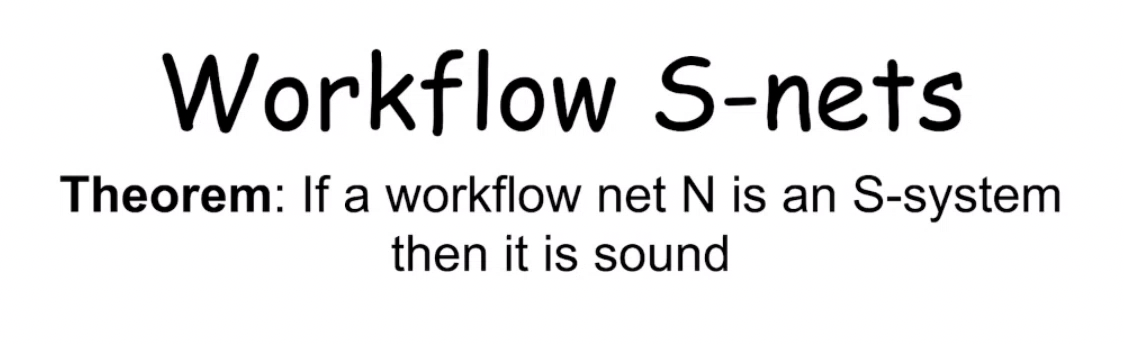 Workflow S-nets
Theorem: If a workflow net N is an S-system
then it is sound